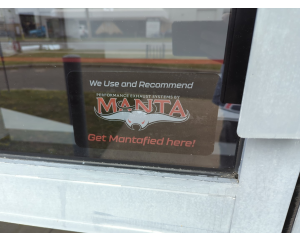 We Use and Recommend
PERFORMANCE EXHAUST SYSTEMS BY
MANTA
Get Mantafied here!